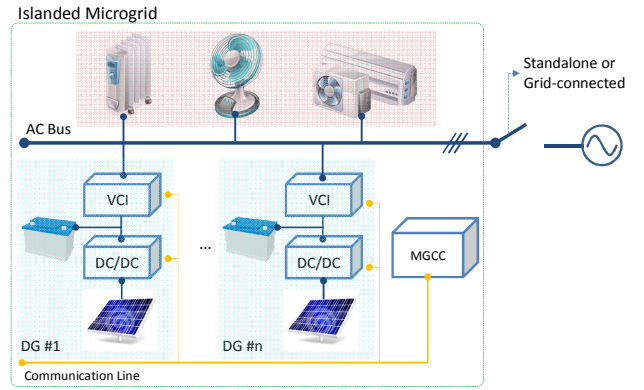 Islanded Microgrid
Standalone or
Grid-connected
AC Bus
VCI
VCI
DC/DC
...
DC/DC
MGCC
DG #1
DG #n
Communication Line